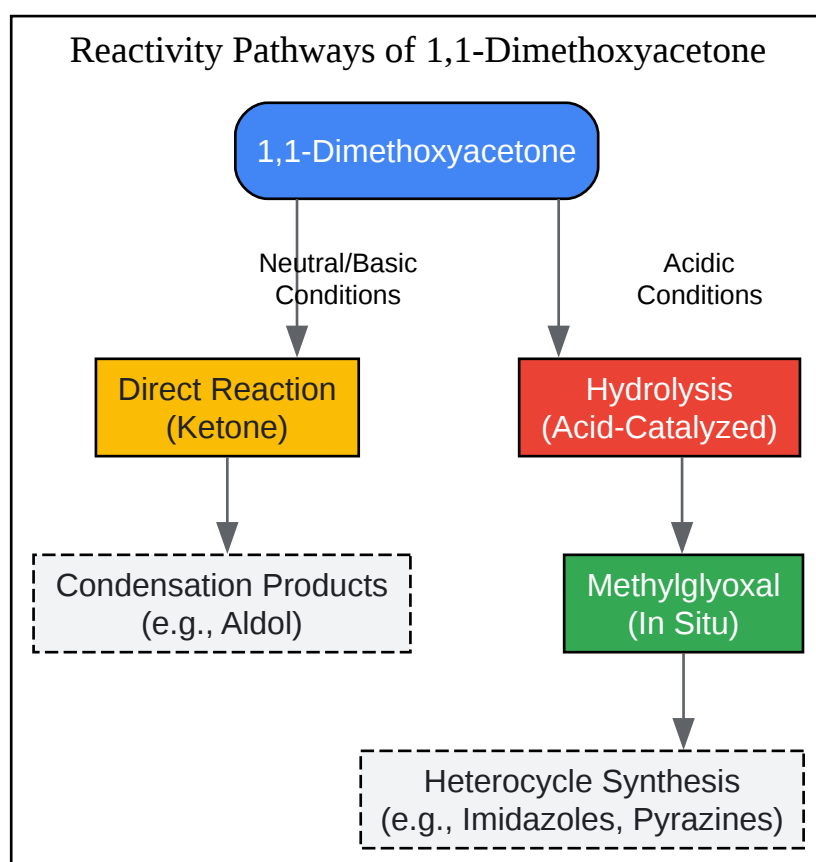 Reactivity Pathways of 1,1-Dimethoxyacetone
1,1-Dimethoxyacetone
Neutral/Basic
Conditions
Acidic
Conditions
Direct Reaction
(Ketone)
Hydrolysis
(Acid-Catalyzed)
Condensation Products
(e.g., Aldol)
Methylglyoxal
(In Situ)
Heterocycle Synthesis
(e.g., Imidazoles, Pyrazines)